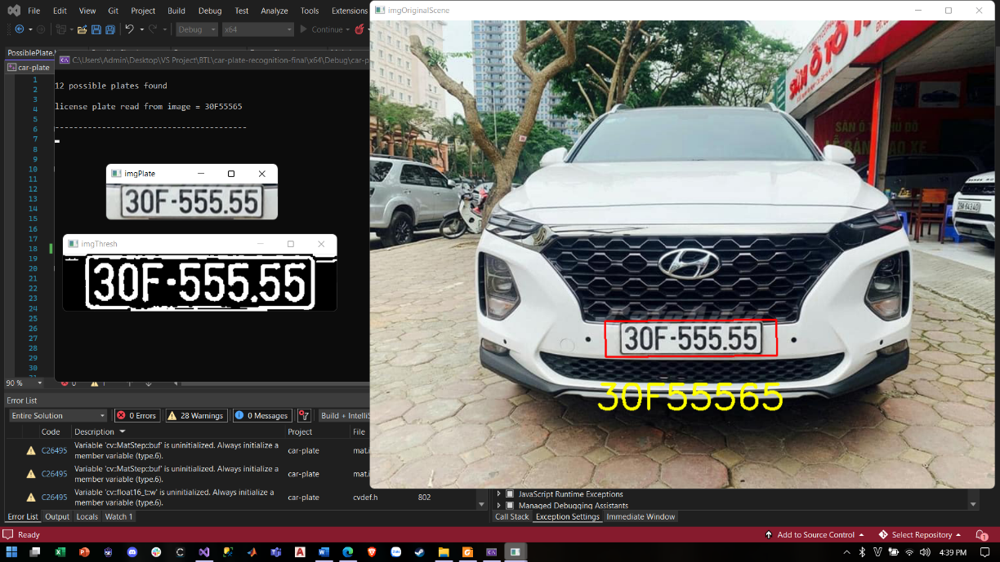 File Edit View Git Project Build Debug Test Analyze Tools Extensions
Debug x64 Continue
PossiblePlate.
car-plate
C:\Users\Admin\Desktop\VS Project\BTL\car-plate-recognition-final\x64\Debug\car-p
12 possible plates found
license plate read from image = 30F55565
------------------------------------------
1
2
3
4
5
6
7
8
9
10
11
12
13
14
15
16
17
18
19
20
21
22
23
24
25
26
27
28
29
30
imgPlate
30F-555.55
imgThresh
30F-555.55
imgOriginalScene
SÀN Ô TÔ
SÀN Ô TÔ THỦ ĐÔ
30F-555.55
30F55565
90 %
0
1
Error List
Entire Solution 0 Errors 28 Warnings 0 Messages Build + IntelliS
Code Description Project File
C26495 Variable 'cv::MatStep::buf' is uninitialized. Always initialize a member variable (type.6). car-plate mat.i
C26495 Variable 'cv::MatStep::buf' is uninitialized. Always initialize a member variable (type.6). car-plate mat.i
C26495 Variable 'cv::float16_t::w' is uninitialized. Always initialize a member variable (type.6). car-plate cvdef.h 802
JavaScript Runtime Exceptions
Managed Debugging Assistants
Error List Output Locals Watch 1
Call Stack Exception Settings Immediate Window
Ready
Add to Source Control Select Repository 1
4:39 PM